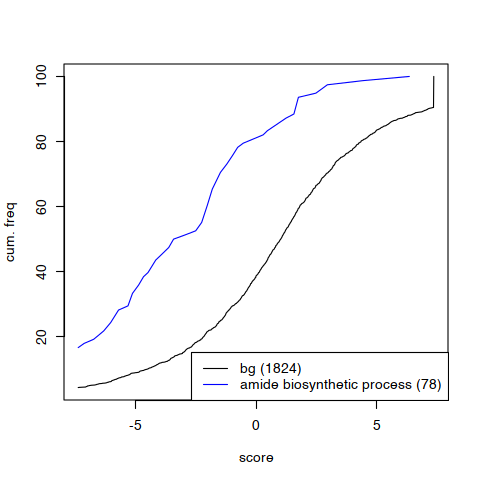 100
80
60
40
20
cum. freq
bg (1824)
amide biosynthetic process (78)
-5 0 5
score